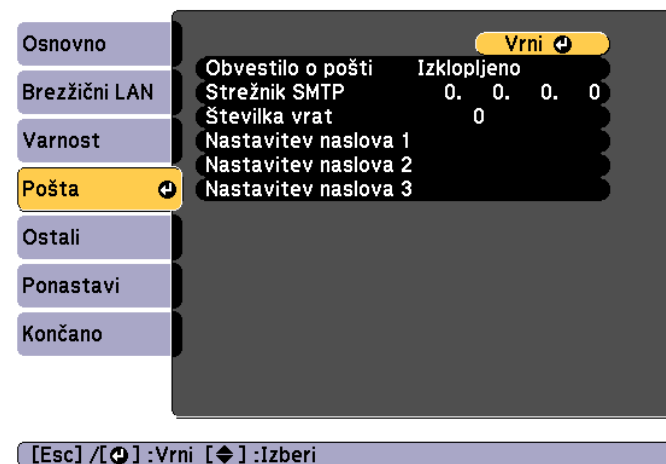 Osnovno
Brezžični LAN
Varnost
Pošta
Ostali
Ponastavi
Končano
Vrni
Obvestilo o pošti Izklopljeno
Strežnik SMTP 0. 0. 0. 0
Številka vrat 0
Nastavitev naslova 1
Nastavitev naslova 2
Nastavitev naslova 3
[Esc] /[ ] :Vrni [ ] :Izberi